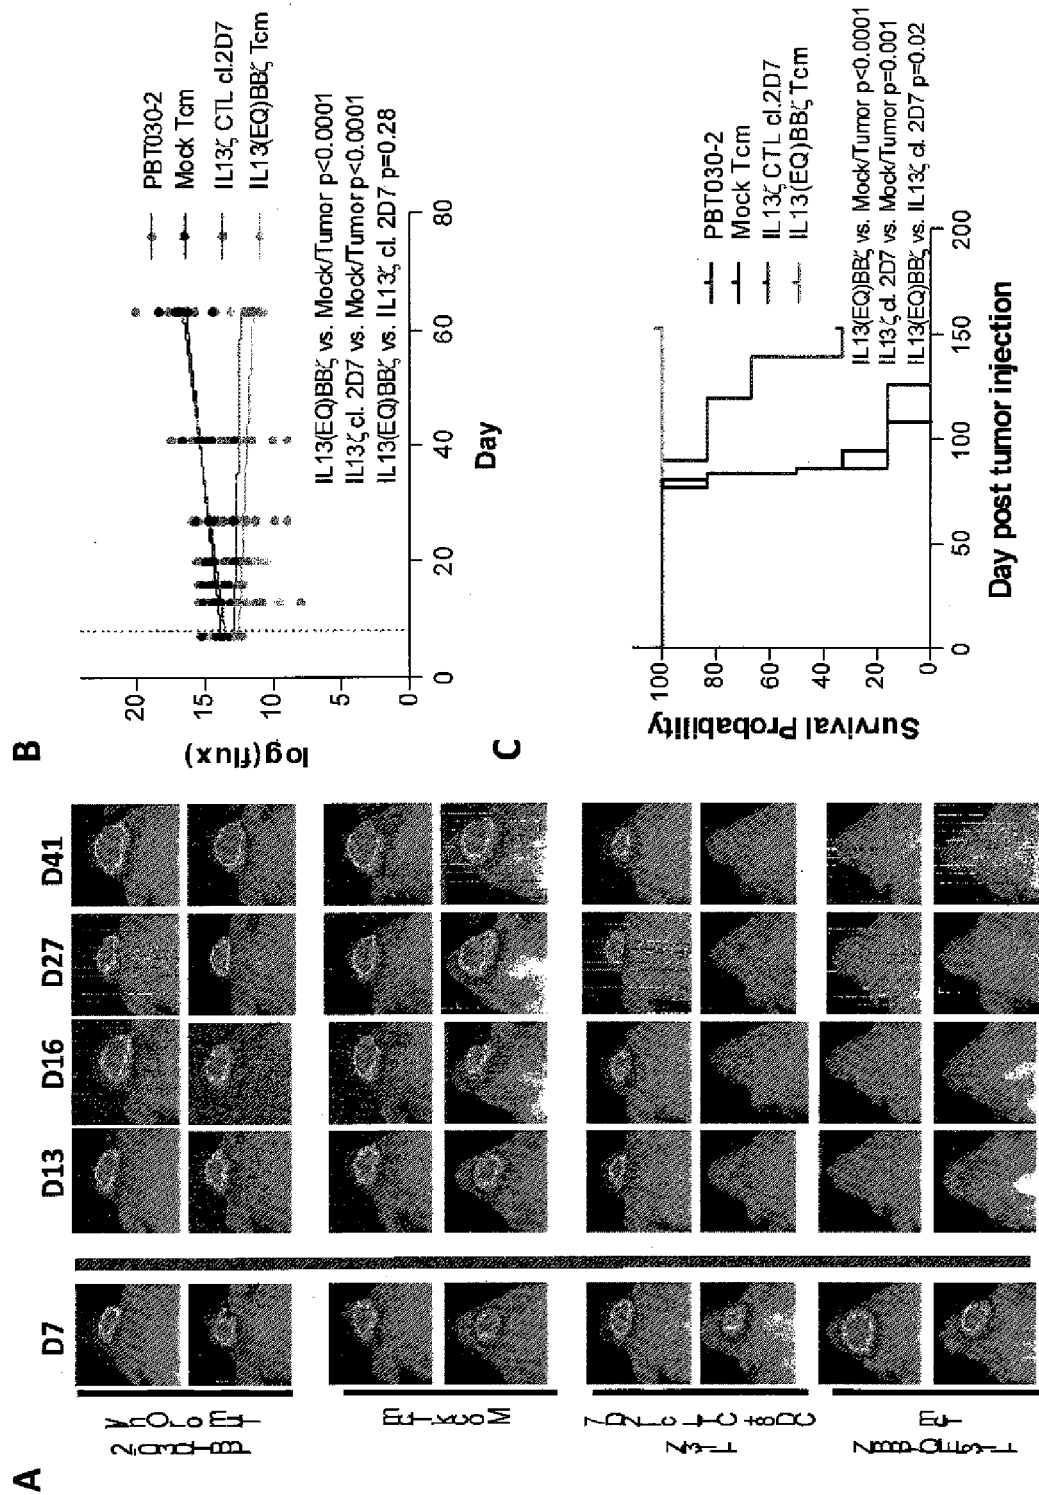 A
D7
D13
D16
D27
D41
Mock Tcm
B
log(flux)
20
15
10
5
0
0
20
40
60
80
Day
PBT030-2
Mock Tcm
IL13ζ CTL cl.2D7
IL13(EQ)BBζ Tcm
IL13(EQ)BBζ vs. Mock/Tumor p<0.0001
IL13ζ cl. 2D7 vs. Mock/Tumor p<0.0001
IL13(EQ)BBζ vs. IL13ζ cl. 2D7 p=0.28
C
Survival Probability
100
80
60
40
20
0
0
50
100
150
200
Day post tumor injection
PBT030-2
Mock Tcm
IL13ζ CTL cl.2D7
IL13(EQ)BBζ Tcm
IL13(EQ)BBζ vs. Mock/Tumor p<0.0001
IL13ζ cl. 2D7 vs. Mock/Tumor p=0.001
IL13(EQ)BBζ vs. IL13ζ cl. 2D7 p=0.02